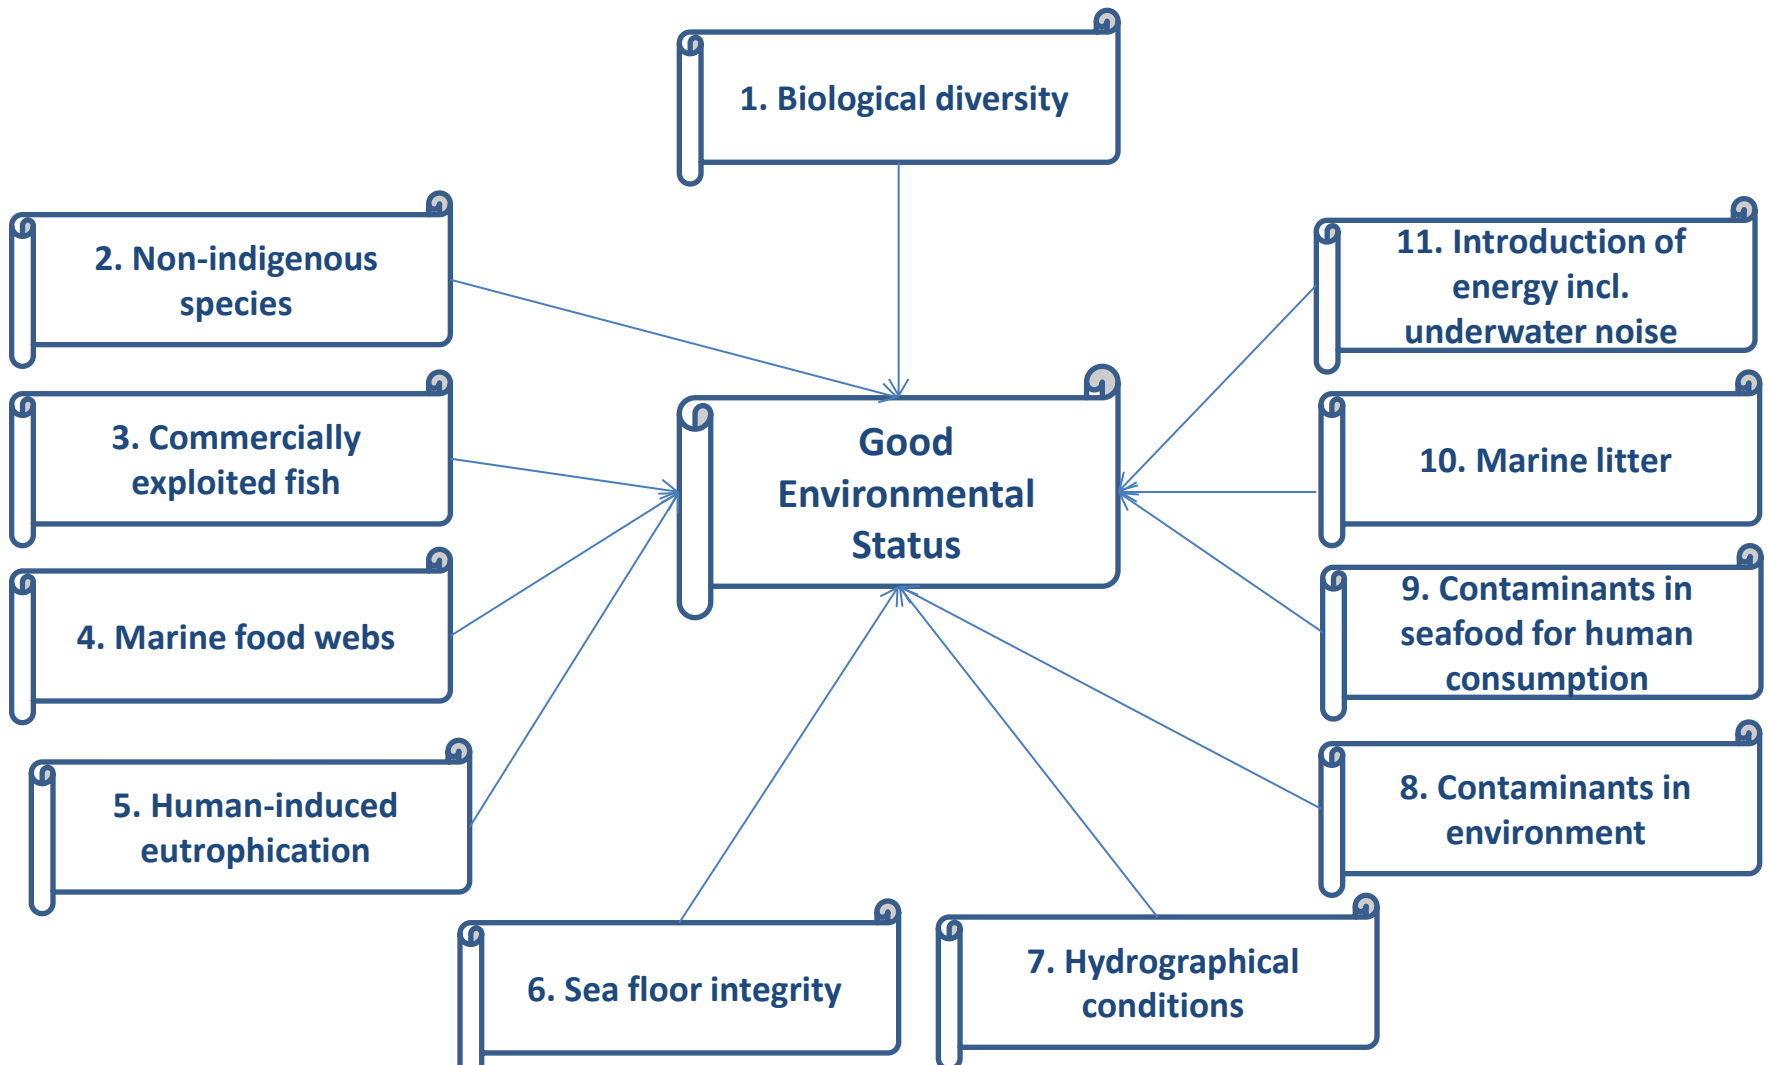 1. Biological diversity
2. Non-indigenous
species
3. Commercially
exploited fish
4. Marine food webs
5. Human-induced
eutrophication
6. Sea floor integrity
7. Hydrographical
conditions
8. Contaminants in
environment
9. Contaminants in
seafood for human
consumption
10. Marine litter
11. Introduction of
energy incl.
underwater noise
Good
Environmental
Status